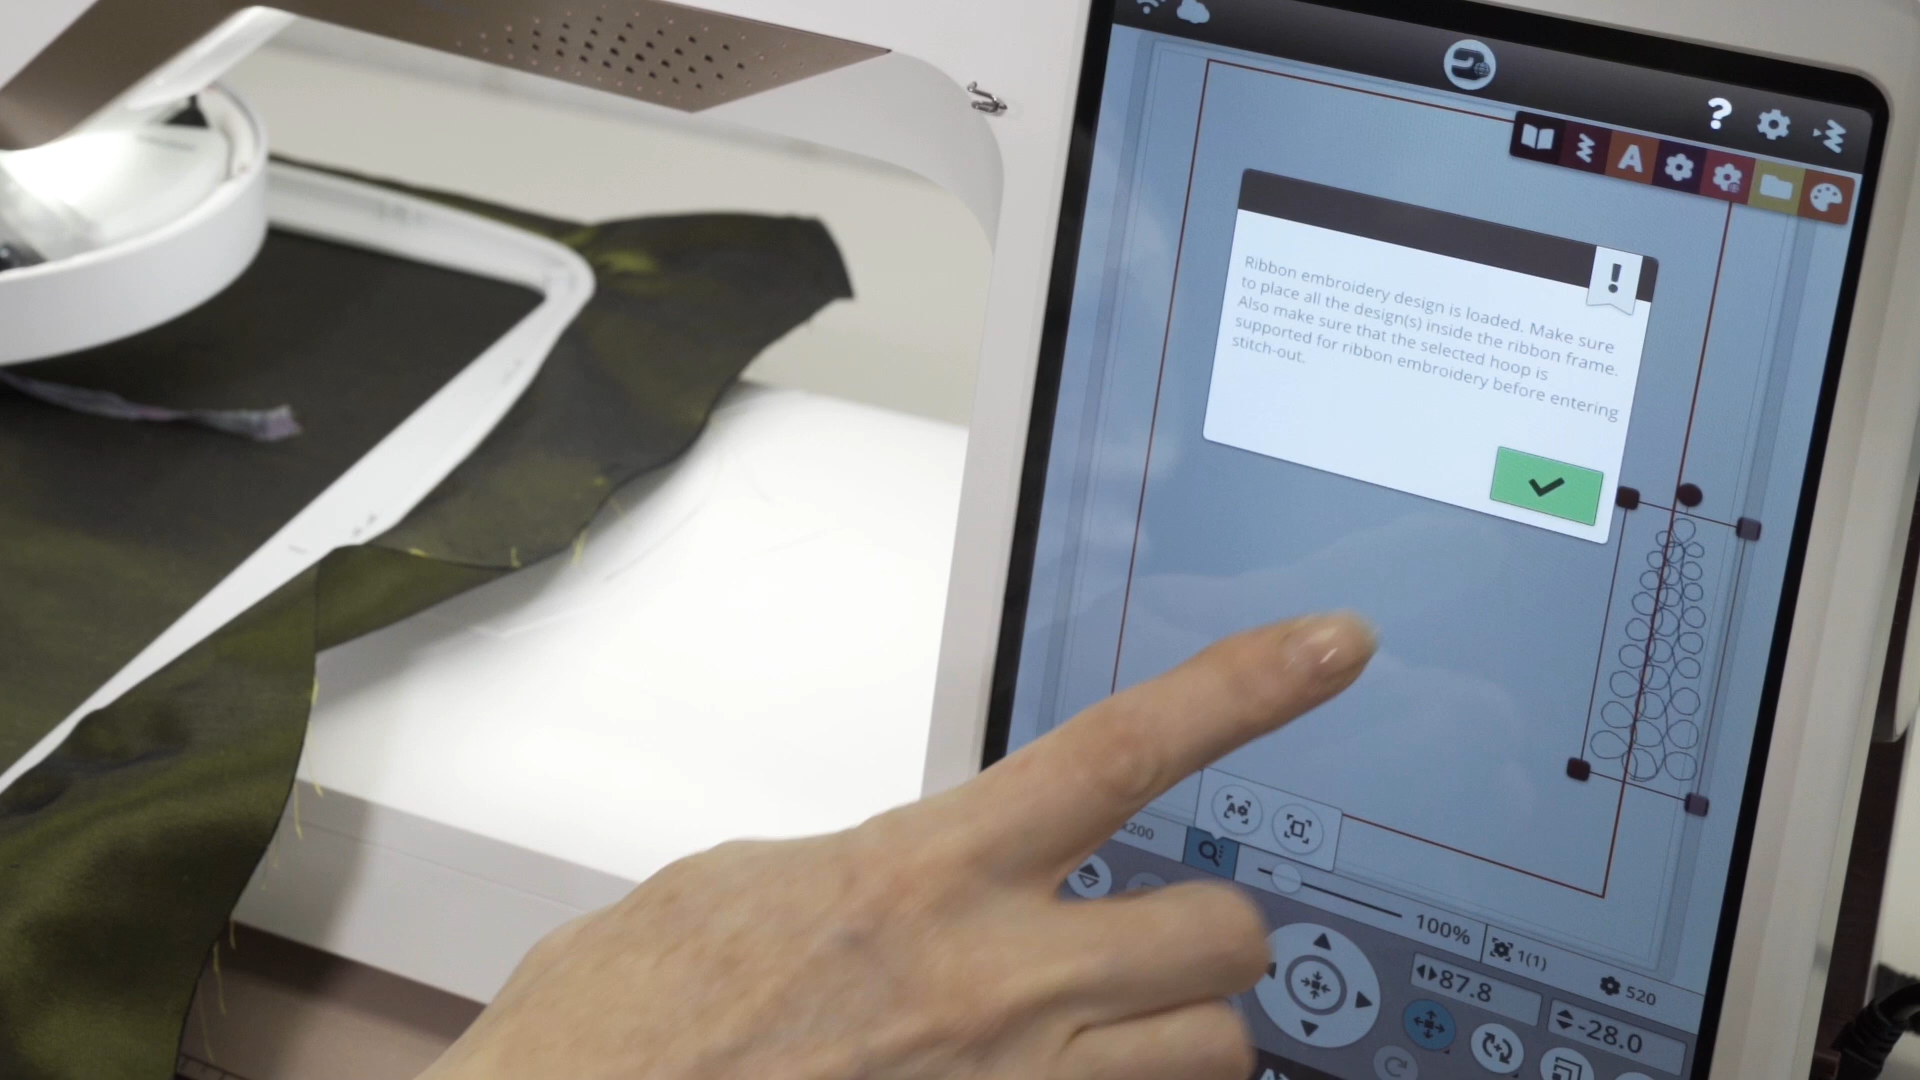 ?
A
Ribbon embroidery design is loaded. Make sure
to place all the design(s) inside the ribbon frame.
Also make sure that the selected hoop is
supported for ribbon embroidery before entering
stitch-out.
!
A
x200
100%
1(1)
520
87.8
-28.0